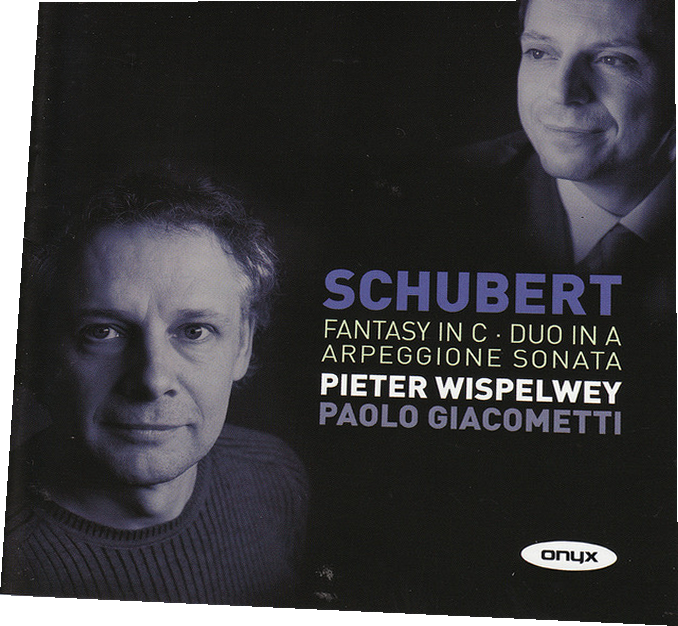 SCHUBERT
FANTASY IN C · DUO IN A
ARPEGGIONE SONATA
PIETER WISPELWEY
PAOLO GIACOMETTI
onyx